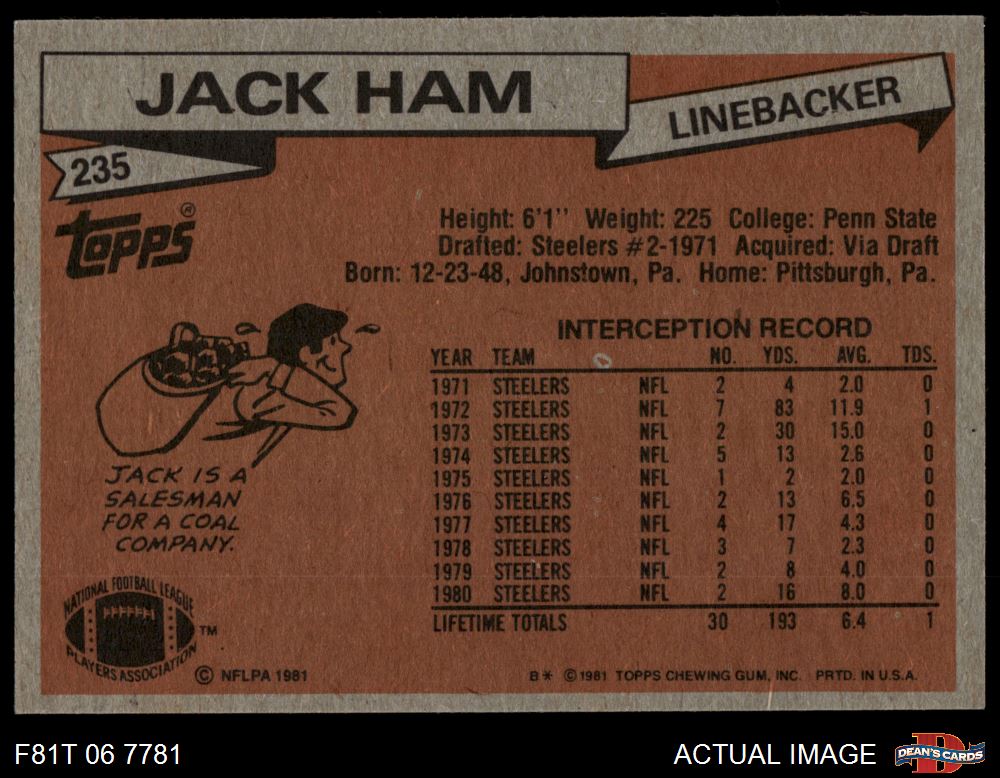 JACK HAM
LINEBACKER
235
topps®
Height: 6'1" Weight: 225 College: Penn State
Drafted: Steelers #2-1971 Acquired: Via Draft
Born: 12-23-48, Johnstown, Pa. Home: Pittsburgh, Pa.
INTERCEPTION RECORD
YEAR TEAM NO. YDS. AVG. TDS.
1971 STEELERS NFL 2 4 2.0 0
1972 STEELERS NFL 7 83 11.9 1
1973 STEELERS NFL 2 30 15.0 0
1974 STEELERS NFL 5 13 2.6 0
1975 STEELERS NFL 1 2 2.0 0
1976 STEELERS NFL 2 13 6.5 0
1977 STEELERS NFL 4 17 4.3 0
1978 STEELERS NFL 3 7 2.3 0
1979 STEELERS NFL 2 8 4.0 0
1980 STEELERS NFL 2 16 8.0 0
LIFETIME TOTALS 30 193 6.4 1
JACK IS A
SALESMAN
FOR A COAL
COMPANY.
NATIONAL FOOTBALL LEAGUE
PLAYERS ASSOCIATION
TM
© NFLPA 1981
B* © 1981 TOPPS CHEWING GUM, INC. PRTD. IN U.S.A.
F81T 06 7781
ACTUAL IMAGE
DEAN'S CARDS